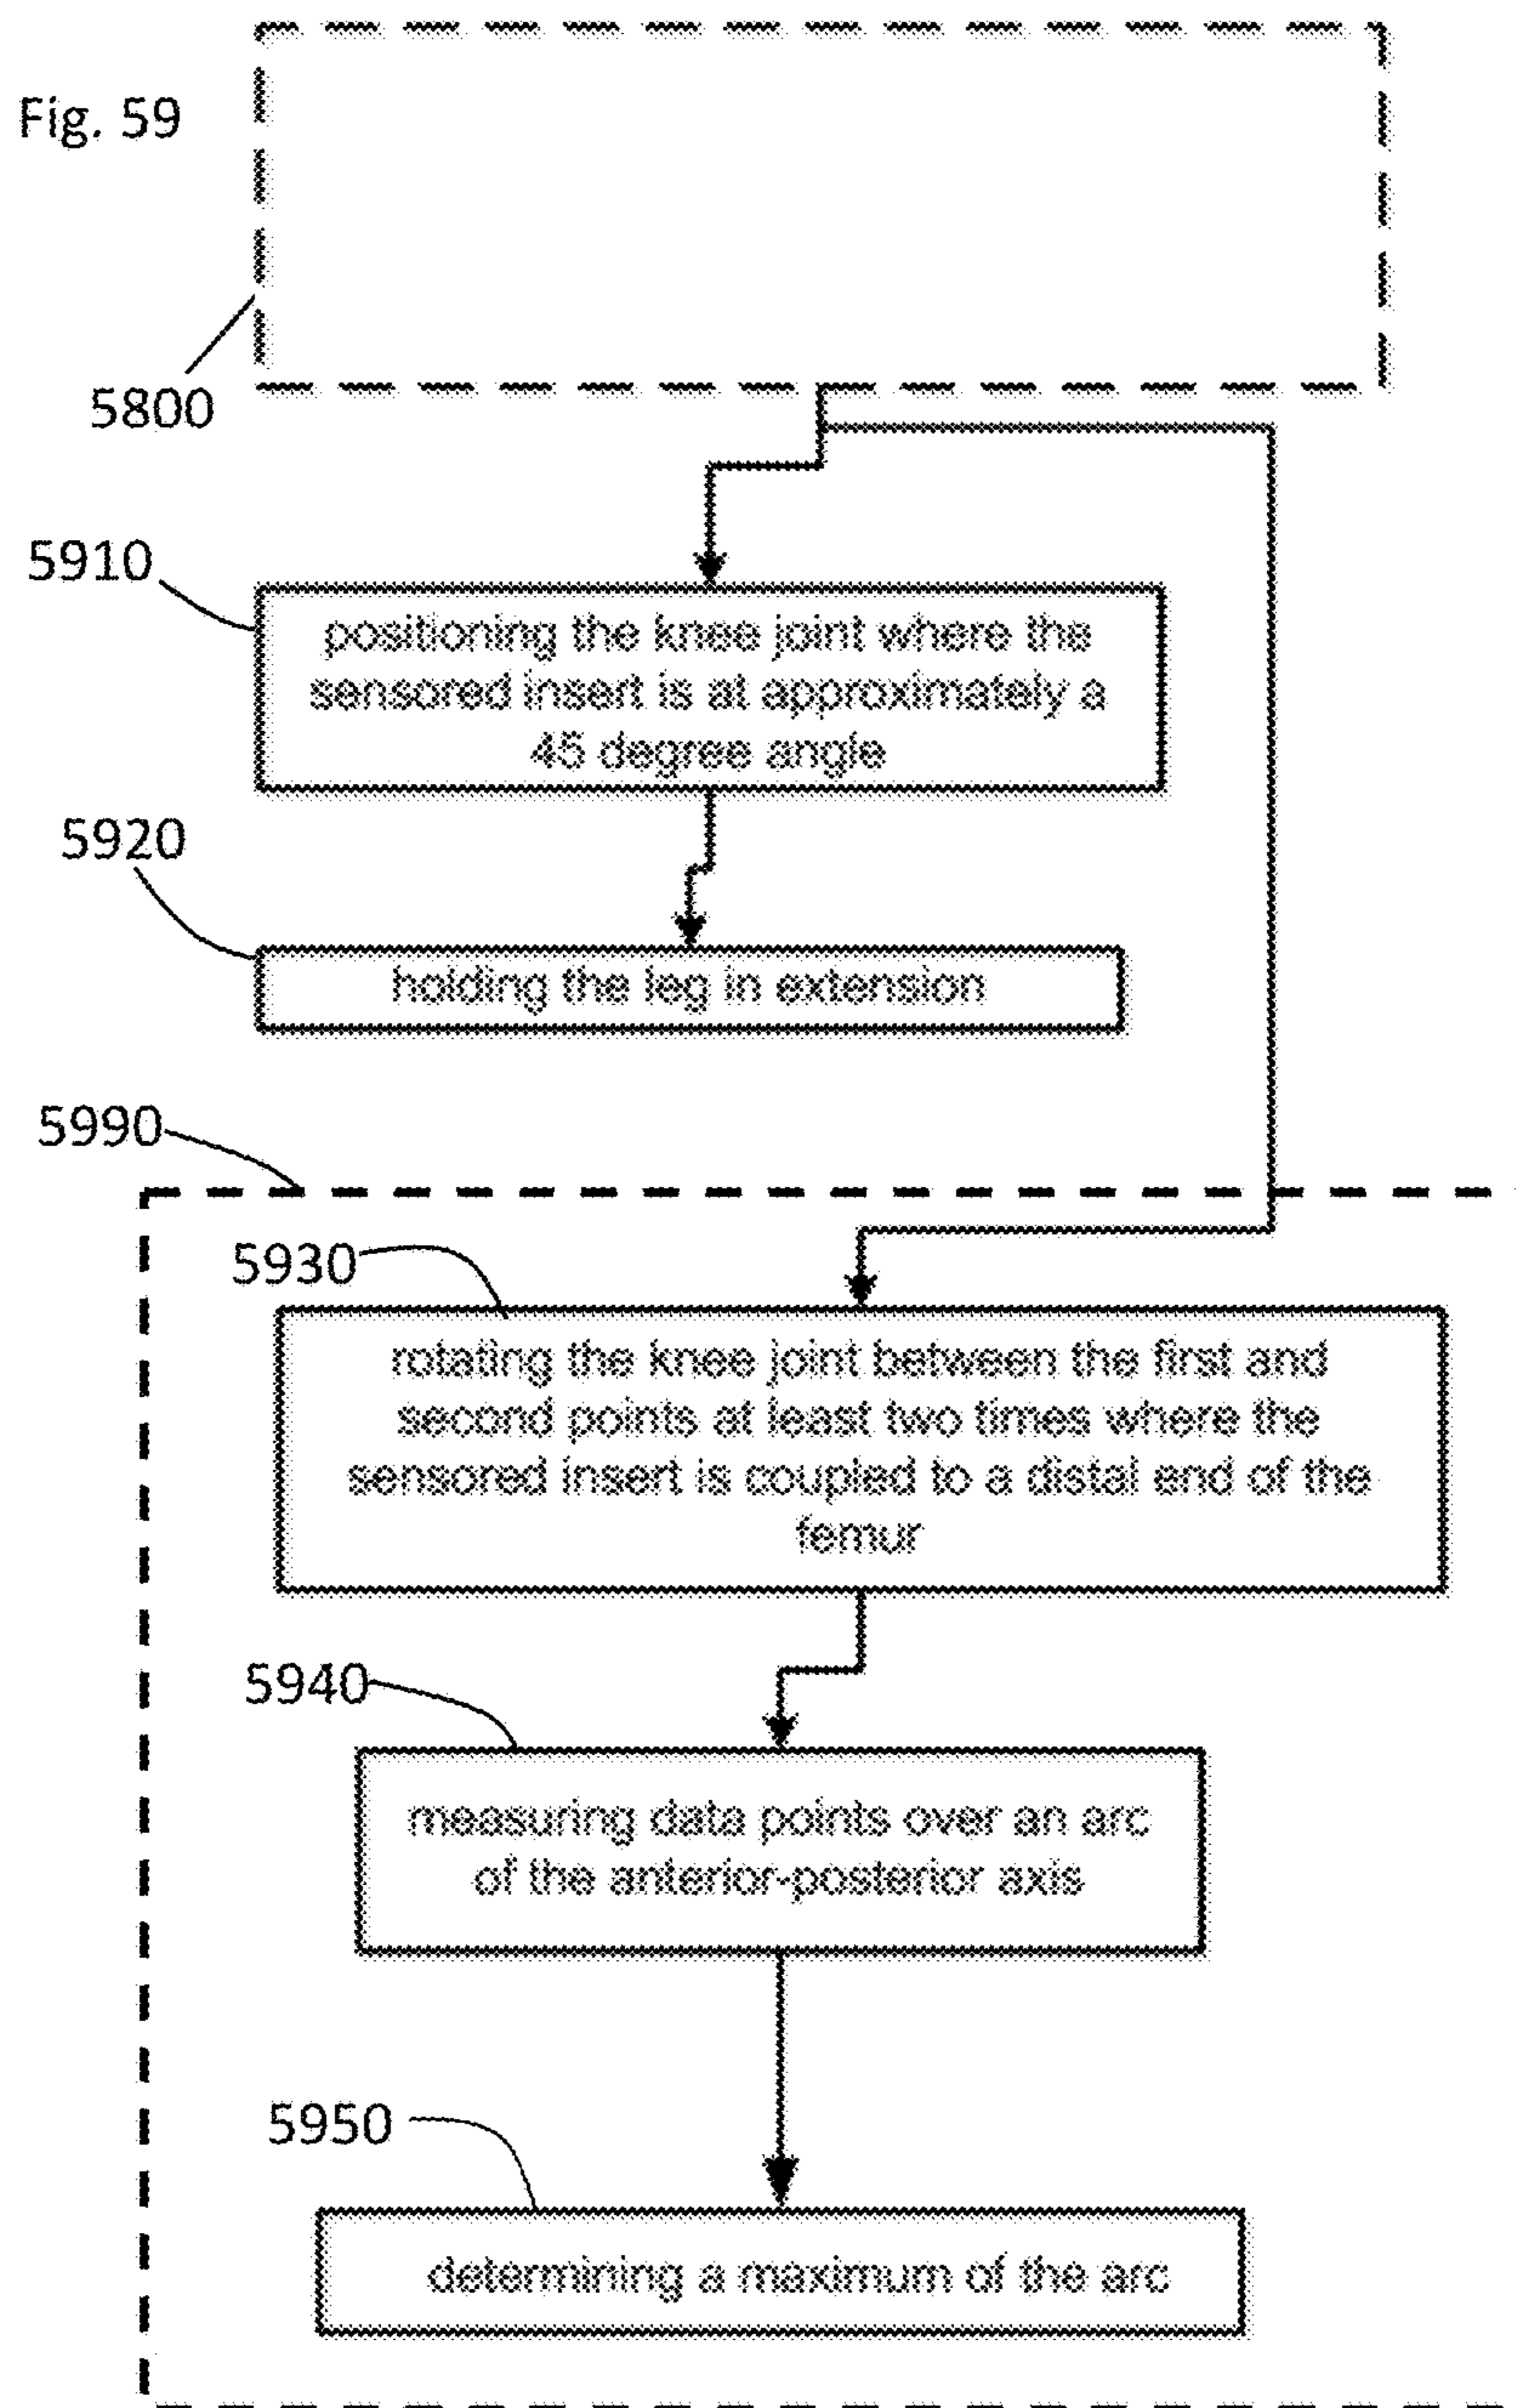 Fig. 59
5800
5910
positioning the knee joint where the
sensored insert is at approximately a
45 degree angle
5920
holding the leg in extension
5990
5930
rotating the knee joint between the first and
second points at least two times where the
sensored insert is coupled to a distal end of the
femur
5940
measuring data points over an arc
of the anterior-posterior axis
5950
determining a maximum of the arc